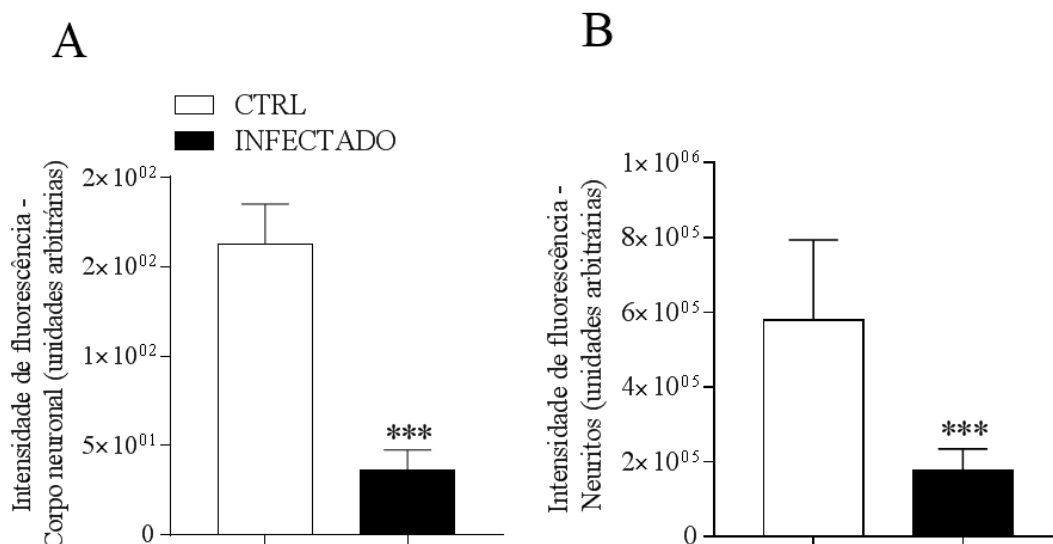 A
B
CTRL
INFECTADO
Intensidade de fluorescência -
Corpo neuronal (unidades arbitrárias)
2×10⁰²
2×10⁰²
1×10⁰²
5×10⁰¹
0
***
Intensidade de fluorescência -
Neuritos (unidades arbitrárias)
1×10⁰⁶
8×10⁰⁵
6×10⁰⁵
4×10⁰⁵
2×10⁰⁵
0
***